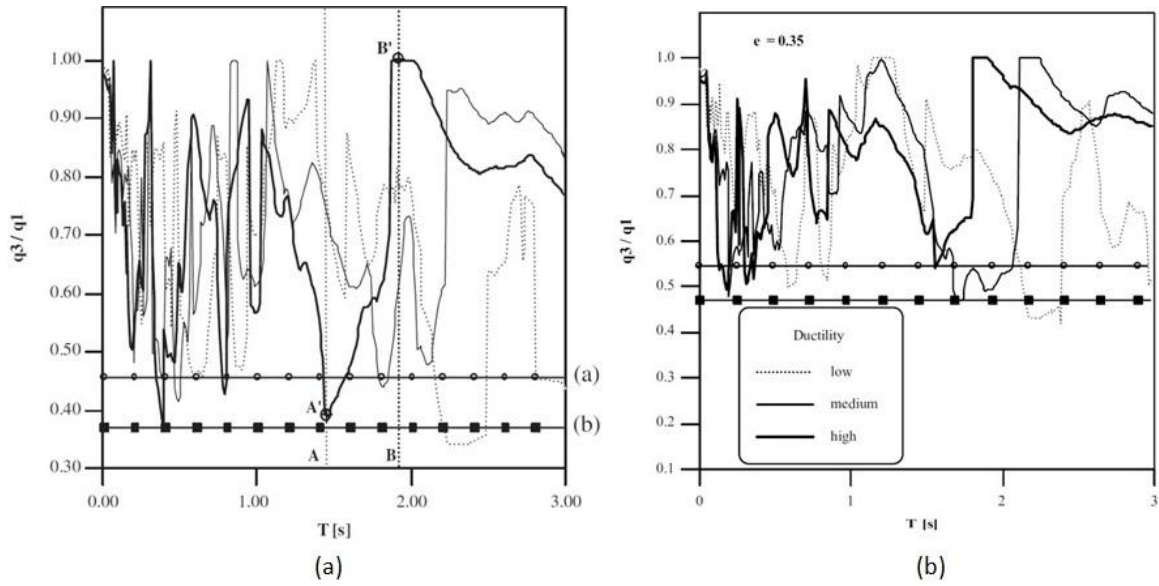 1.00
0.90
0.80
0.70
0.60
0.50
0.40
0.30
q3 / q1
0.00
1.00
2.00
3.00
T [s]
B'
A'
A
B
(a)
(b)
(a)
e = 0.35
1.0
0.9
0.8
0.7
0.6
0.5
0.4
0.3
0.2
0.1
q3 / q1
0
1
2
3
T [s]
Ductility
low
medium
high
(b)